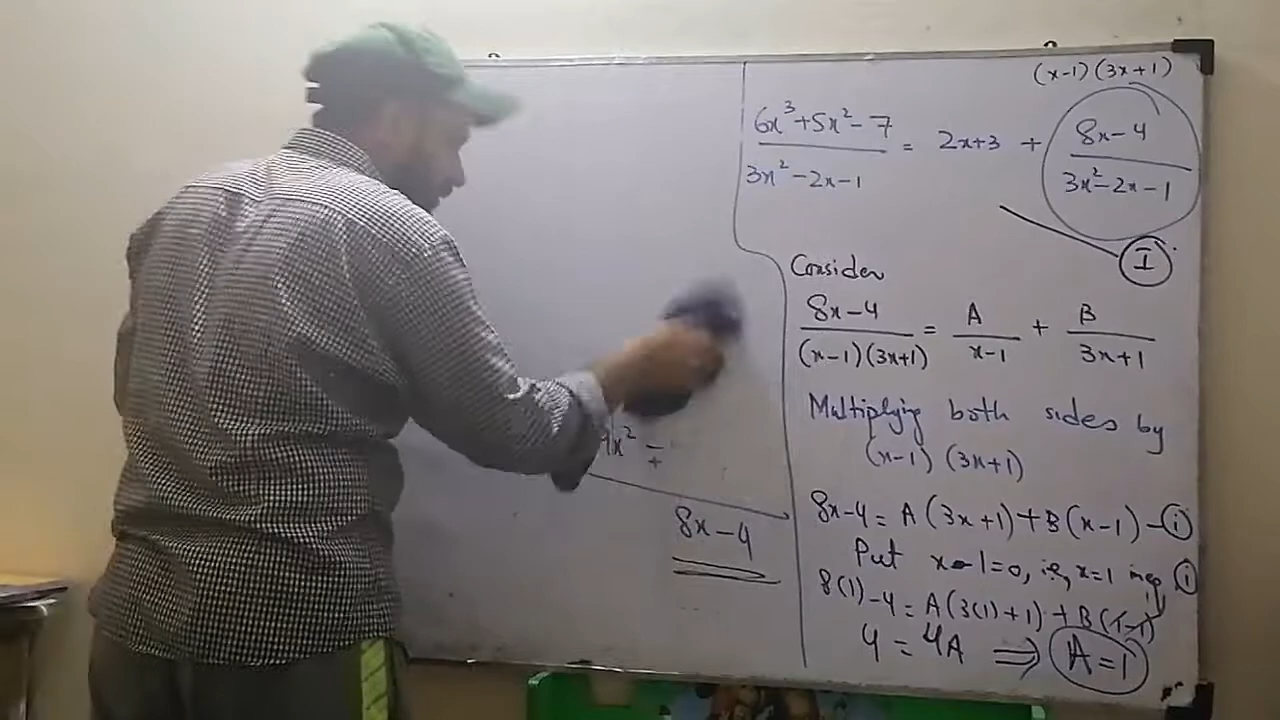 (x-1)(3x+1)
6x³+5x²-7 / 3x²-2x-1 = 2x+3 + 8x-4 / 3x²-2x-1
I
Consider
8x-4 / (x-1)(3x+1) = A / x-1 + B / 3x+1
Multiplying both sides by
(x-1) (3x+1)
8x-4 = A(3x+1)+B(x-1) - i
Put x-1=0, i.e, x=1 in eq i
8(1)-4 = A(3(1)+1)+B(1-1)
4 = 4A ⇒ A=1
8x-4